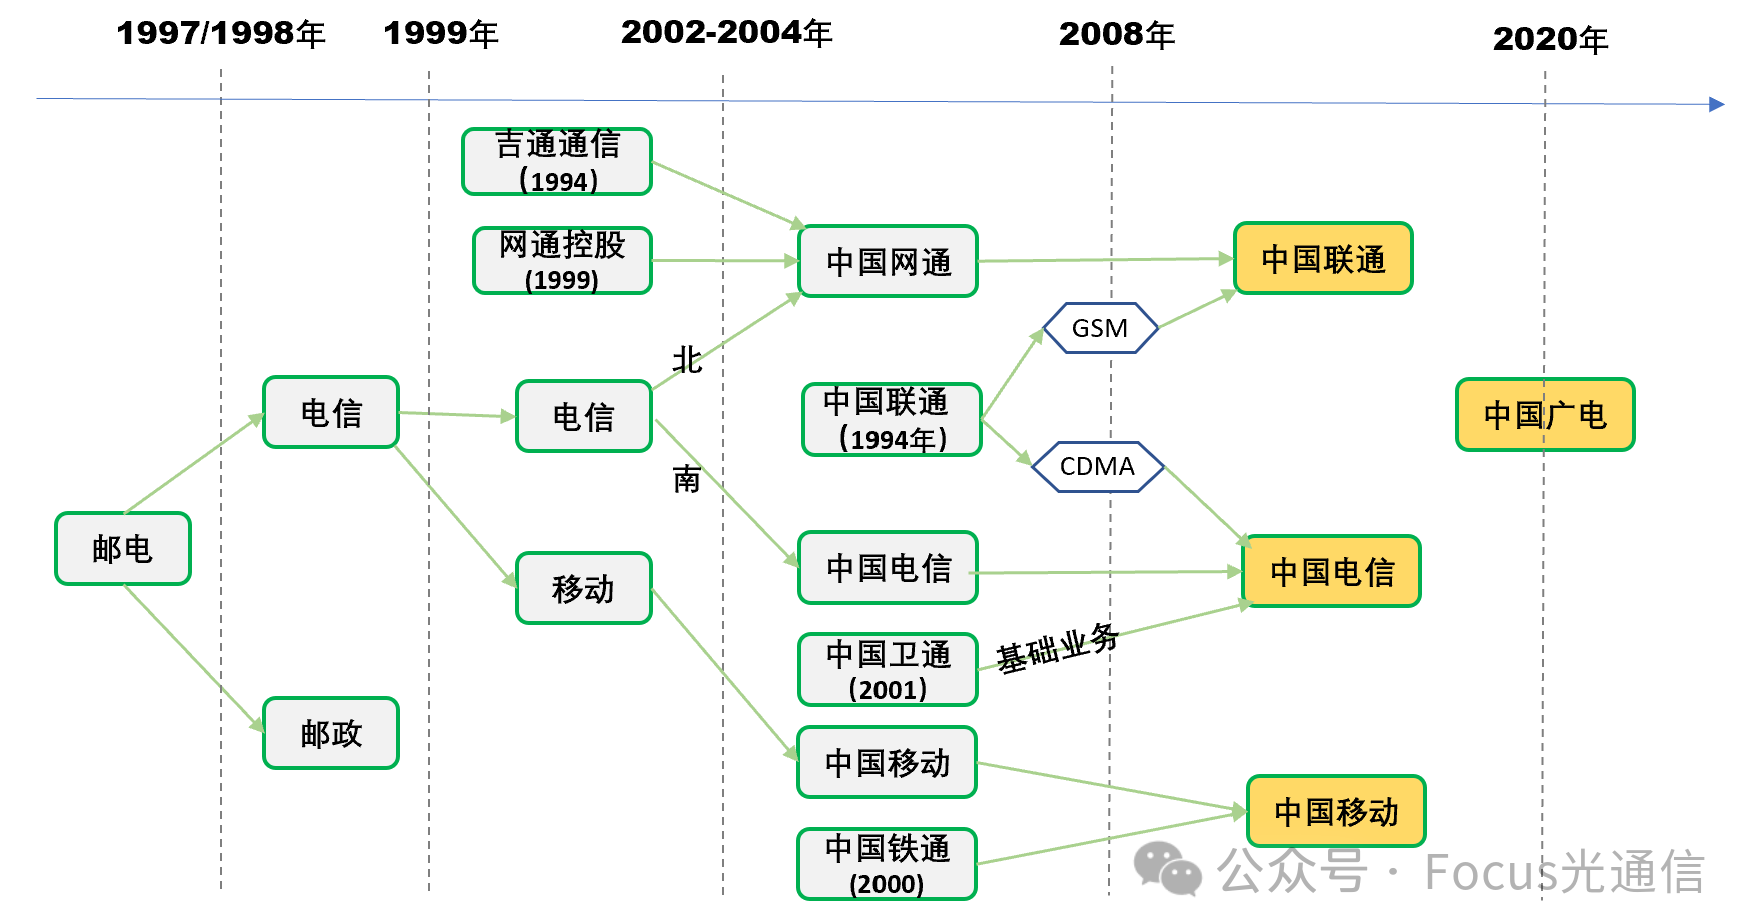 1997/1998年
1999年
2002-2004年
2008年
2020年
吉通通信
(1994)
网通控股
(1999)
中国网通
中国联通
GSM
北
电信
电信
中国联通
(1994年)
中国广电
CDMA
南
邮电
移动
中国电信
中国电信
基础业务
中国卫通
(2001)
邮政
中国移动
中国移动
中国铁通
(2000)
公众号·Focus光通信